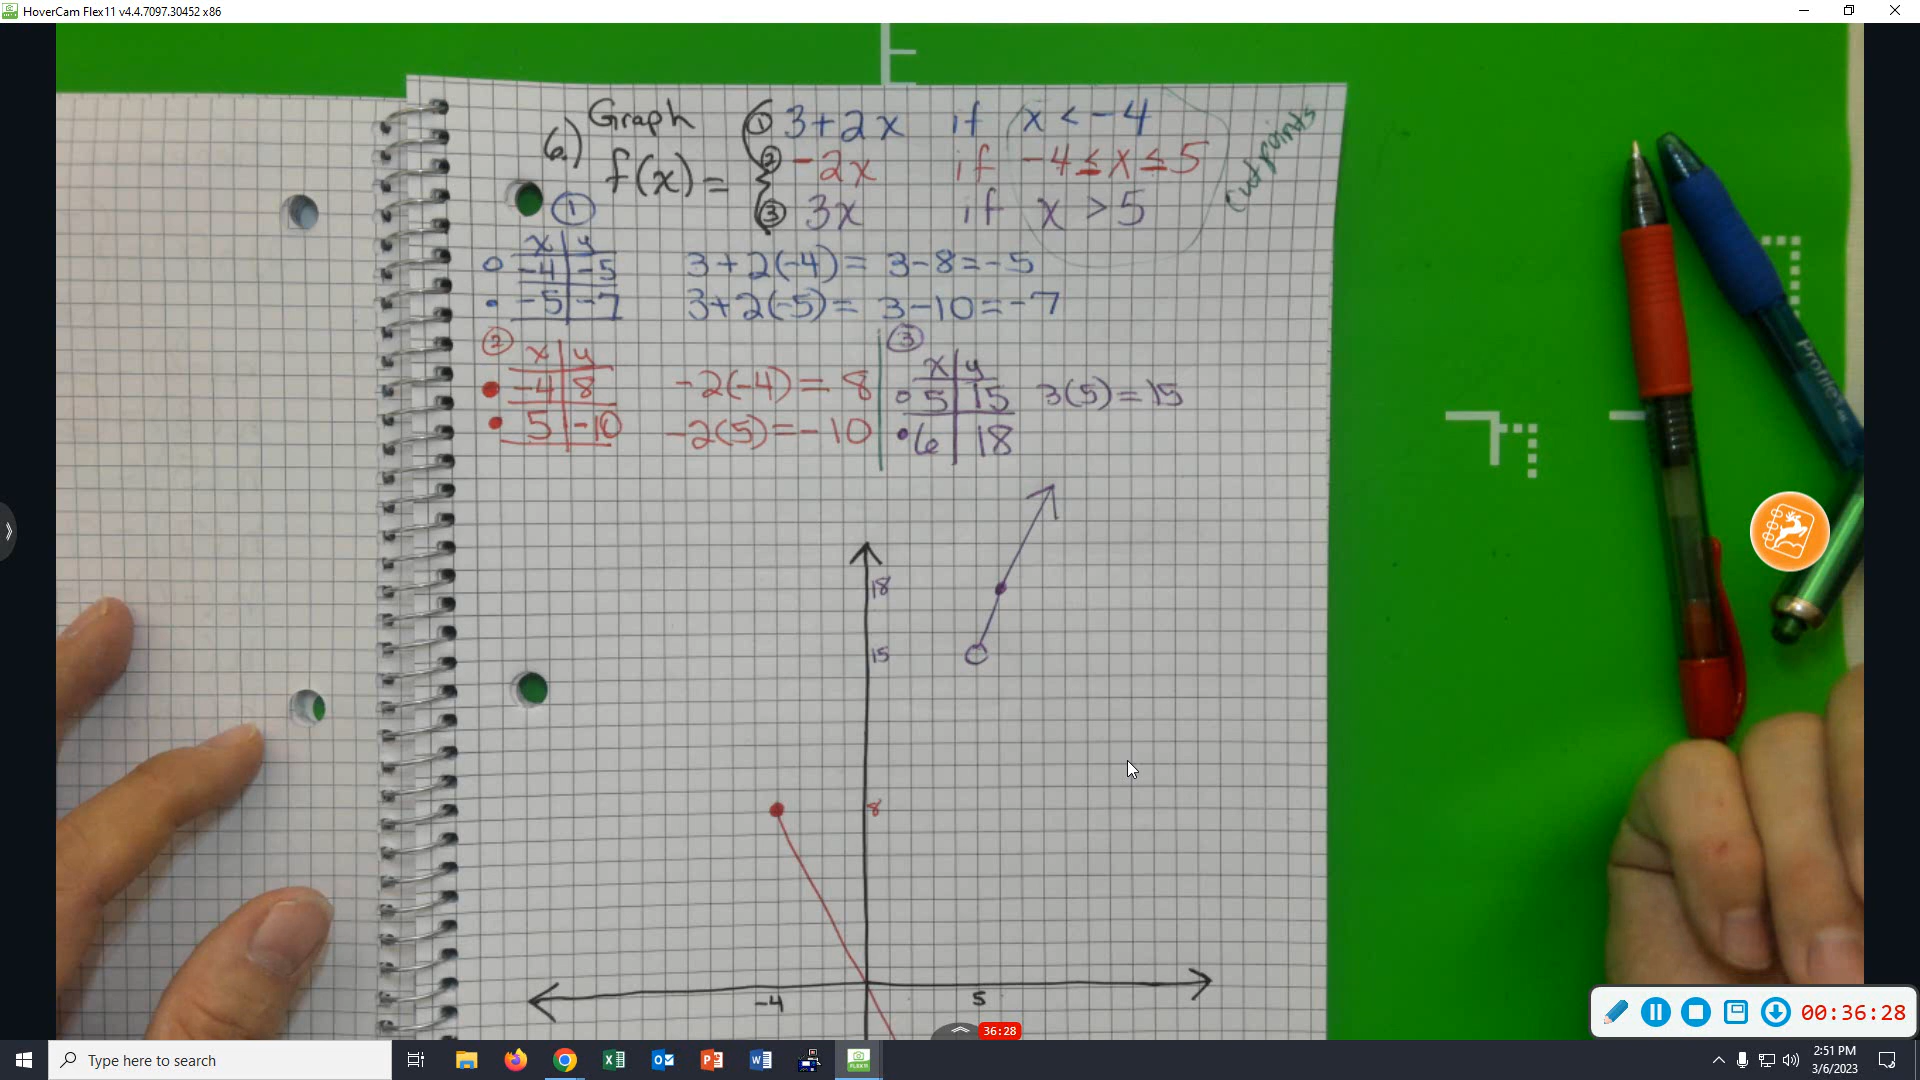 HoverCam Flex11 v4.4.7097.30452 x86
6.) Graph
f(x) =
① 3+2x if x < -4
② -2x if -4 ≤ x ≤ 5
③ 3x if x > 5
Cut points
①
x y
-4 -5 3+2(-4) = 3-8 = -5
-5 -7 3+2(-5) = 3-10 = -7
②
x y
-4 8 -2(-4) = 8
5 -10 -2(5) = -10
③
x y
5 15 3(5) = 15
6 18
18
15
8
-4 5
Profile
36:28
00:36:28
Type here to search
2:51 PM
3/6/2023